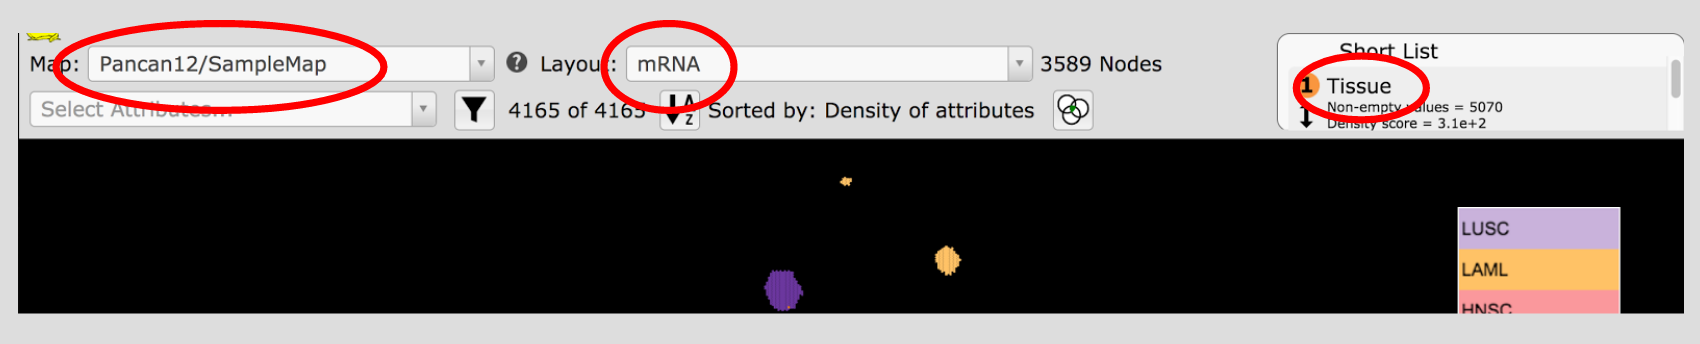 Map: Pancan12/SampleMap ? Layout: mRNA 3589 Nodes
Select Attributes... 4165 of 4165 A Z Sorted by: Density of attributes
Short List
1 Tissue
Non-empty values = 5070
Density score = 3.1e+2
LUSC
LAML
HNSC